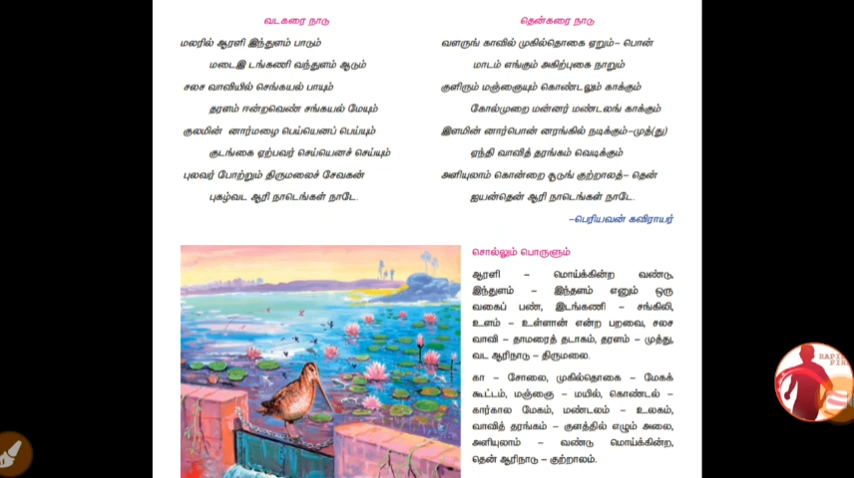 வடகரை நாடு
மலரில் ஆரளி இந்துளம் பாடும்
மடைஇ டங்கணி வந்துளம் ஆடும்
சலச வாவியில் செங்கயல் பாயும்
தரளம் ஈன்றவெண் சங்கயல் மேயும்
குலமின் னார்மழை பெய்யெனப் பெய்யும்
குடங்கை ஏற்பவர் செய்யெனச் செய்யும்
புலவர் போற்றும் திருமலைச் சேவகன்
புகழ்வட ஆரி நாடெங்கள் நாடே.
தென்கரை நாடு
வளருங் காவில் முகில்தொகை ஏறும்– பொன்
மாடம் எங்கும் அகிற்புகை நாறும்
குளிரும் மஞ்ஞையும் கொண்டலும் காக்கும்
கோல்முறை மன்னர் மண்டலங் காக்கும்
இளமின் னார்பொன் னரங்கில் நடிக்கும்–முத்(து)
ஏந்தி வாவித் தரங்கம் வெடிக்கும்
அளியுலாம் கொன்றை சூடுங் குற்றாலத்– தென்
ஐயன்தென் ஆரி நாடெங்கள் நாடே.
–பெரியவன் கவிராயர்
சொல்லும் பொருளும்
ஆரளி – மொய்க்கின்ற வண்டு,
இந்துளம் – இந்தளம் எனும் ஒரு
வகைப் பண், இடங்கணி – சங்கிலி,
உளம் – உள்ளான் என்ற பறவை, சலச
வாவி – தாமரைத் தடாகம், தரளம் – முத்து,
வட ஆரிநாடு – திருமலை.
கா – சோலை, முகில்தொகை – மேகக்
கூட்டம், மஞ்ஞை – மயில், கொண்டல் –
கார்கால மேகம், மண்டலம் – உலகம்,
வாவித் தரங்கம் – குளத்தில் எழும் அலை,
அளியுலாம் – வண்டு மொய்க்கின்ற,
தென் ஆரிநாடு – குற்றாலம்.